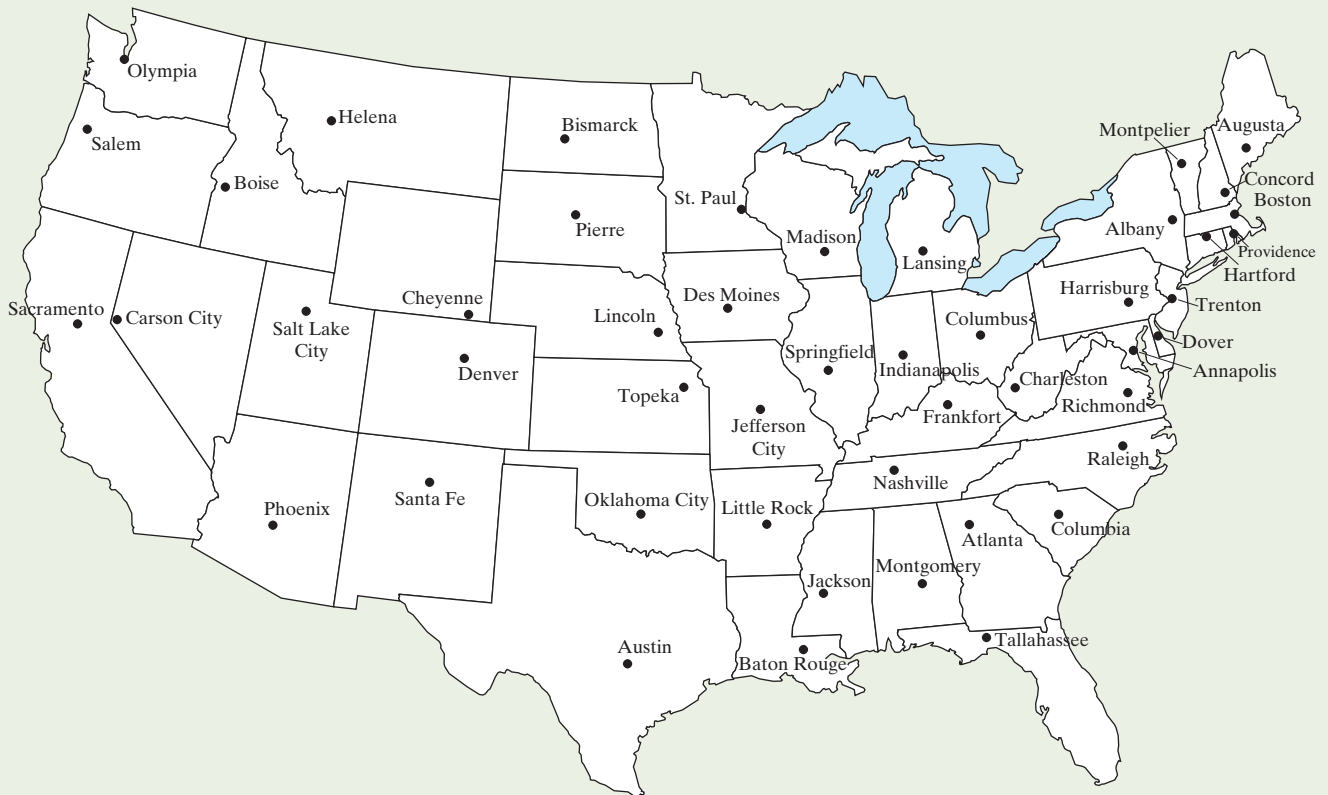 Olympia
Helena
Bismarck
Salem
Boise
Pierre
St. Paul
Madison
Lansing
Montpelier
Augusta
Concord
Boston
Albany
Providence
Hartford
Sacramento
Carson City
Salt Lake
City
Cheyenne
Denver
Lincoln
Des Moines
Topeka
Springfield
Jefferson
City
Indianapolis
Columbus
Harrisburg
Trenton
Dover
Annapolis
Charleston
Richmond
Frankfort
Raleigh
Nashville
Phoenix
Santa Fe
Oklahoma City
Little Rock
Atlanta
Columbia
Jackson
Montgomery
Austin
Baton Rouge
Tallahassee